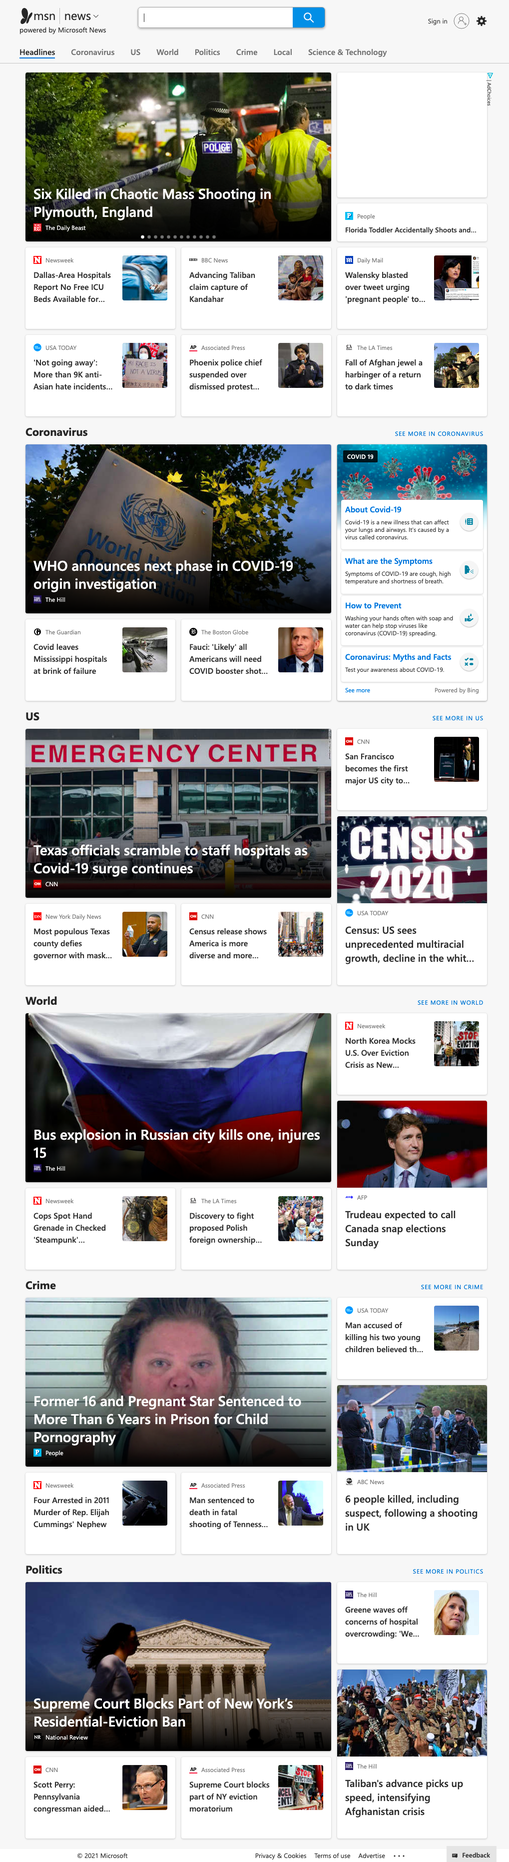 msn | news
powered by Microsoft News
Sign in
Headlines Coronavirus US World Politics Crime Local Science & Technology
AdChoices
POLICE
Six Killed in Chaotic Mass Shooting in
Plymouth, England
The Daily Beast
People
Florida Toddler Accidentally Shoots and...
Newsweek
Dallas-Area Hospitals
Report No Free ICU
Beds Available for...
BBC News
Advancing Taliban
claim capture of
Kandahar
Daily Mail
Walensky blasted
over tweet urging
'pregnant people' to...
USA TODAY
'Not going away':
More than 9K anti-
Asian hate incidents...
Associated Press
Phoenix police chief
suspended over
dismissed protest...
The LA Times
Fall of Afghan jewel a
harbinger of a return
to dark times
Coronavirus
SEE MORE IN CORONAVIRUS
World Health
Organization
WHO announces next phase in COVID-19
origin investigation
The Hill
COVID 19
About Covid-19
Covid-19 is a new illness that can affect
your lungs and airways. It's caused by a
virus called coronavirus.
What are the Symptoms
Symptoms of COVID-19 are cough, high
temperature and shortness of breath.
How to Prevent
Washing your hands often with soap and
water can help stop viruses like
coronavirus (COVID-19) spreading.
Coronavirus: Myths and Facts
Test your awareness about COVID-19.
See more
Powered by Bing
The Guardian
Covid leaves
Mississippi hospitals
at brink of failure
The Boston Globe
Fauci: 'Likely' all
Americans will need
COVID booster shot...
US
SEE MORE IN US
EMERGENCY CENTER
Texas officials scramble to staff hospitals as
Covid-19 surge continues
CNN
CNN
San Francisco
becomes the first
major US city to...
CENSUS
2020
USA TODAY
Census: US sees
unprecedented multiracial
growth, decline in the whit...
New York Daily News
Most populous Texas
county defies
governor with mask...
CNN
Census release shows
America is more
diverse and more...
World
SEE MORE IN WORLD
Bus explosion in Russian city kills one, injures
15
The Hill
Newsweek
North Korea Mocks
U.S. Over Eviction
Crisis as New...
STOP
EVICTION
AFP
Trudeau expected to call
Canada snap elections
Sunday
Newsweek
Cops Spot Hand
Grenade in Checked
'Steampunk'...
The LA Times
Discovery to fight
proposed Polish
foreign ownership...
Crime
SEE MORE IN CRIME
Former 16 and Pregnant Star Sentenced to
More Than 6 Years in Prison for Child
Pornography
People
USA TODAY
Man accused of
killing his two young
children believed th...
ABC News
6 people killed, including
suspect, following a shooting
in UK
Newsweek
Four Arrested in 2011
Murder of Rep. Elijah
Cummings' Nephew
Associated Press
Man sentenced to
death in fatal
shooting of Tenness...
Politics
SEE MORE IN POLITICS
Supreme Court Blocks Part of New York's
Residential-Eviction Ban
NR National Review
The Hill
Greene waves off
concerns of hospital
overcrowding: 'We...
The Hill
Taliban's advance picks up
speed, intensifying
Afghanistan crisis
CNN
Scott Perry:
Pennsylvania
congressman aided...
Associated Press
Supreme Court blocks
part of NY eviction
moratorium
© 2021 Microsoft
Privacy & Cookies Terms of use Advertise
Feedback